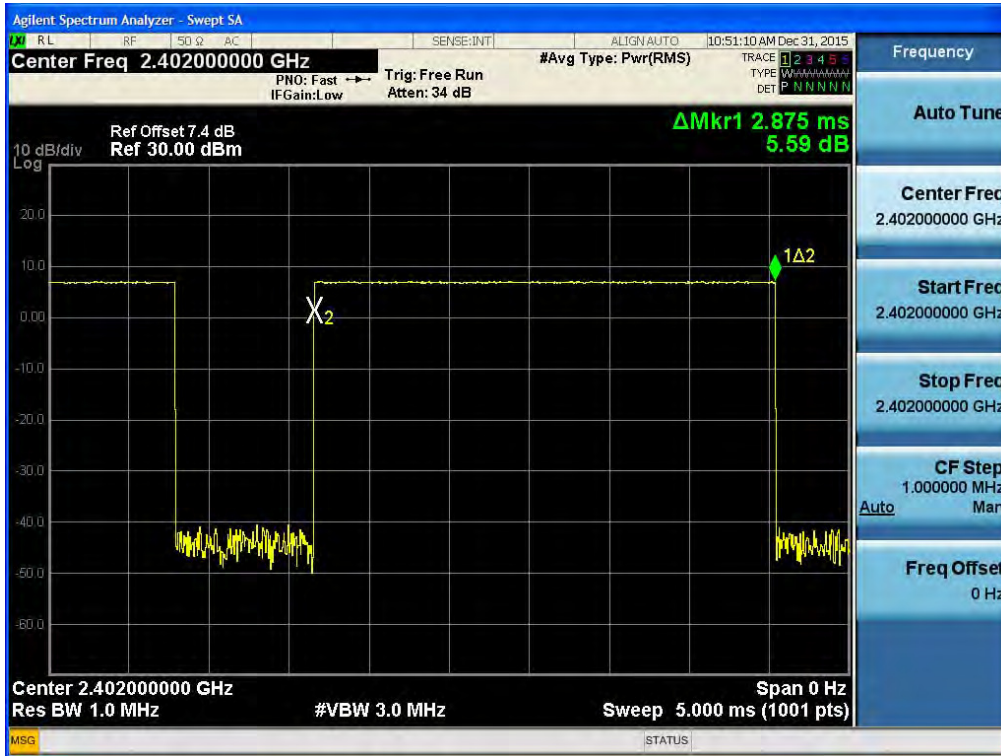 Agilent Spectrum Analyzer - Swept SA
LXI RL RF 50 Ω AC SENSE:INT ALIGN AUTO 10:51:10 AM Dec 31, 2015
Center Freq 2.402000000 GHz
#Avg Type: Pwr(RMS)
TRACE 1 2 3 4 5 6
PNO: Fast
Trig: Free Run
TYPE
IFGain:Low
Atten: 34 dB
DET P N N N N N
ΔMkr1 2.875 ms
5.59 dB
Ref Offset 7.4 dB
10 dB/div Ref 30.00 dBm
Log
20.0
10.0
0.00
-10.0
-20.0
-30.0
-40.0
-50.0
-60.0
1Δ2
2
Center 2.402000000 GHz Span 0 Hz
Res BW 1.0 MHz #VBW 3.0 MHz Sweep 5.000 ms (1001 pts)
MSG STATUS
Frequency
Auto Tune
Center Freq
2.402000000 GHz
Start Freq
2.402000000 GHz
Stop Freq
2.402000000 GHz
CF Step
1.000000 MHz
Auto Man
Freq Offset
0 Hz